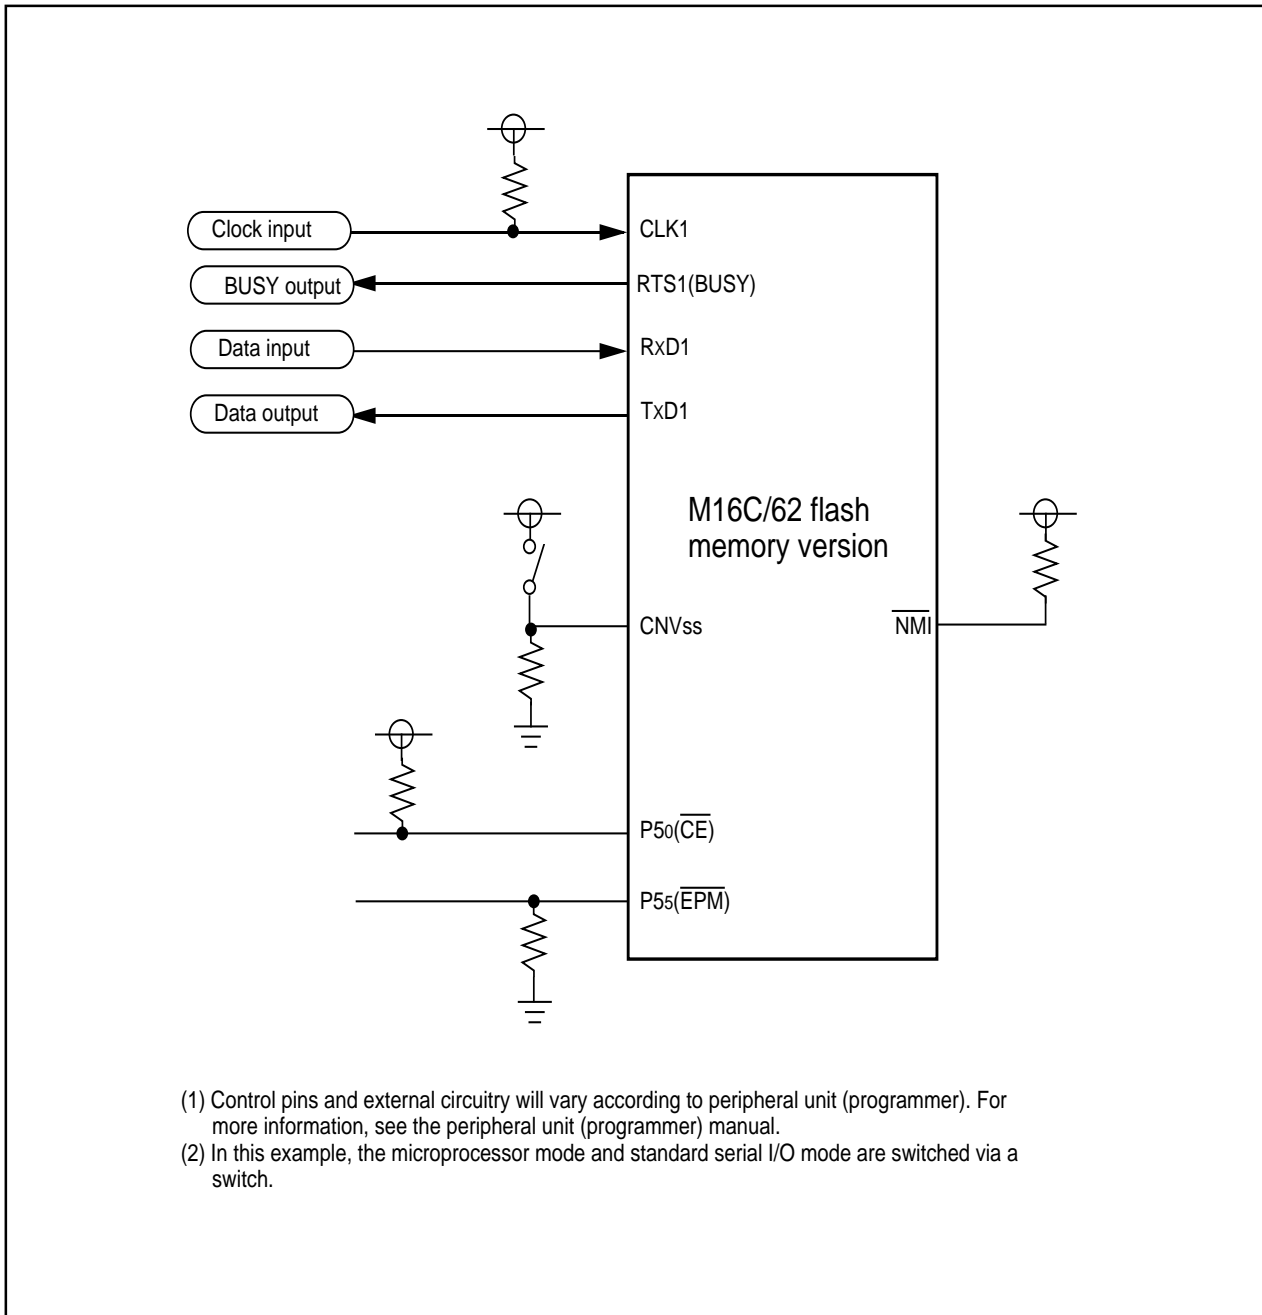 Clock input
CLK1
BUSY output
RTS1(BUSY)
Data input
RxD1
Data output
TxD1
M16C/62 flash
memory version
CNVss
NMI
P50(CE)
P55(EPM)
(1) Control pins and external circuitry will vary according to peripheral unit (programmer). For
more information, see the peripheral unit (programmer) manual.
(2) In this example, the microprocessor mode and standard serial I/O mode are switched via a
switch.